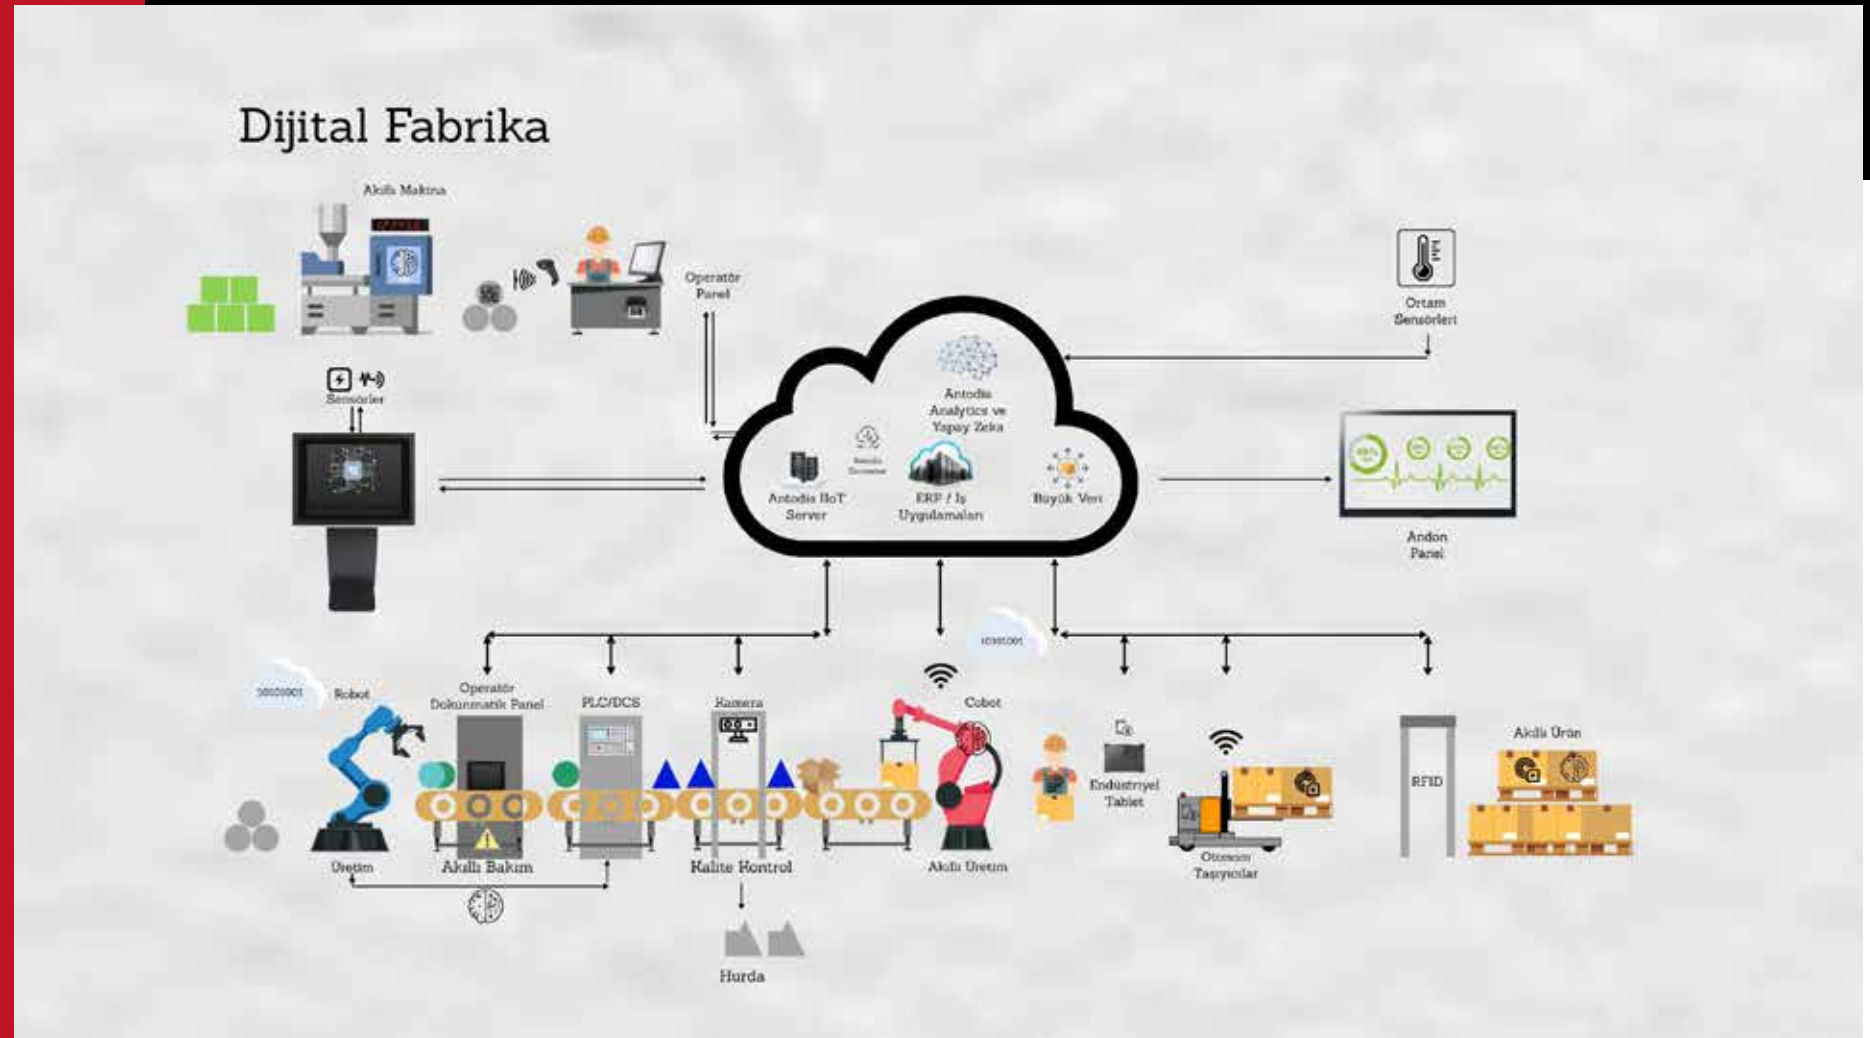 Dijital Fabrika
Akıllı Makina
Operatör
Panel
Ortam
Sensörleri
Sensörler
Antodis
Analytics ve
Yapay Zeka
Antodis IIoT
Server
ERP / İş
Uygulamaları
Büyük Veri
Andon
Panel
10101001
10101001
Robot
Operatör
Dokunmatik Panel
PLC/DCS
Kamera
Cobot
Endüstriyel
Tablet
RFID
Akıllı Ürün
Üretim
Akıllı Bakım
Kalite Kontrol
Akıllı Üretim
Otonom
Taşıyıcılar
Hurda